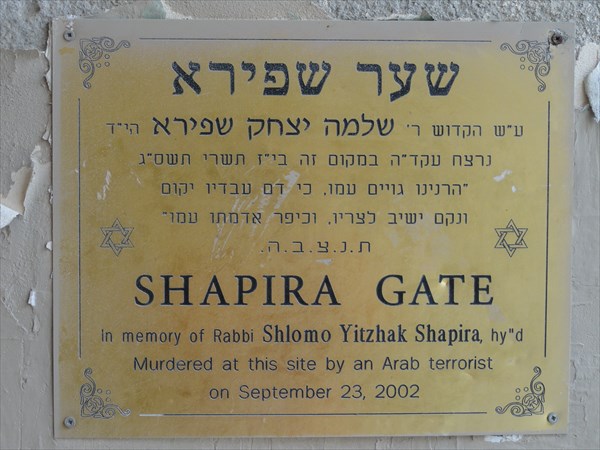 שער שפירא
ע"ש הקדוש ר' שלמה יצחק שפירא הי"ד
נרצח עקד"ה במקום זה בי"ז תשרי תשס"ג
"הרנינו גויים עמו, כי דם עבדיו יקום
ונקם ישיב לצריו, וכיפר אדמתו עמו"
ת.נ.צ.ב.ה.
SHAPIRA GATE
In memory of Rabbi Shlomo Yitzhak Shapira, hy"d
Murdered at this site by an Arab terrorist
on September 23, 2002